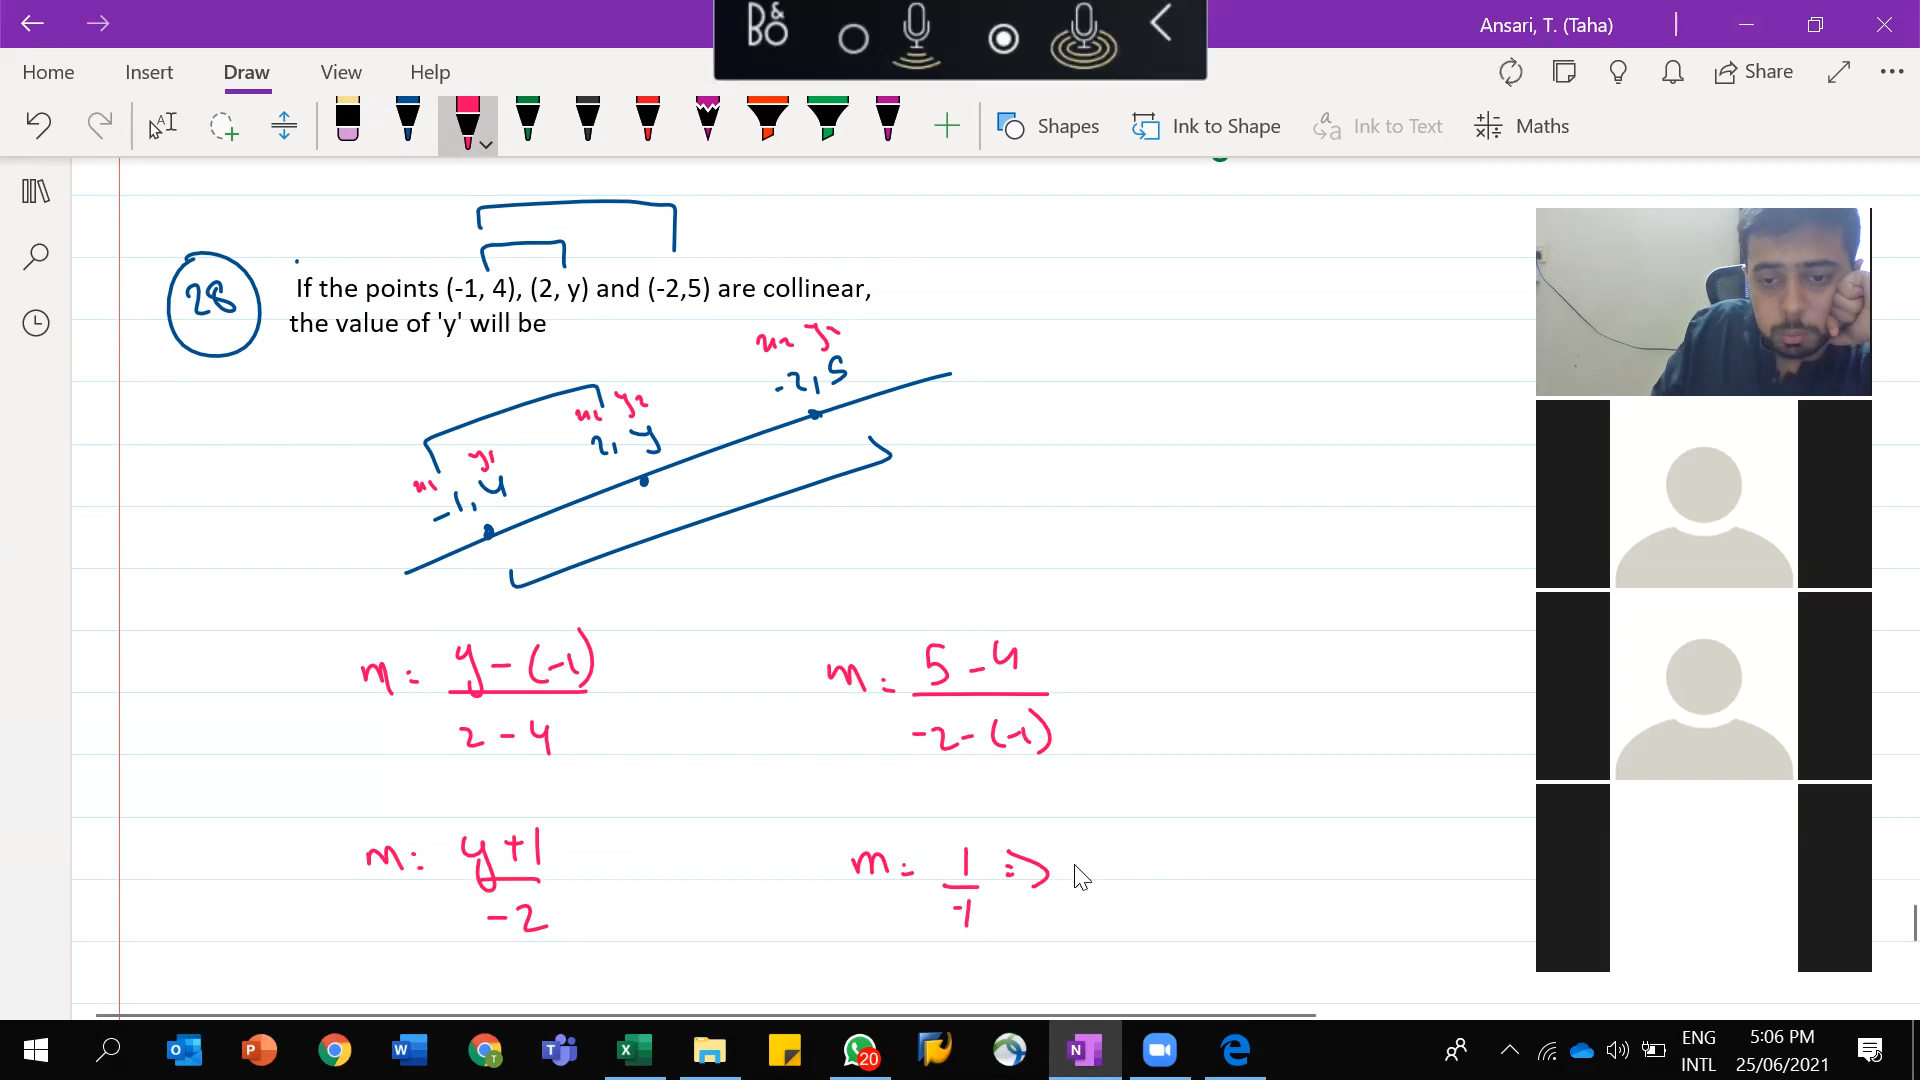 Ansari, T. (Taha)
B&O
Home Insert Draw View Help
Share
Shapes Ink to Shape Ink to Text Maths
28
If the points (-1, 4), (2, y) and (-2,5) are collinear,
the value of 'y' will be
x2 y2
-2, 5
x2 y2
2, y
x1 y1
-1, 4
m = y - (-1) / 2 - 4
m = 5 - 4 / -2 - (-1)
m = y + 1 / -2
m = 1 / -1 =>
20
ENG
INTL
5:06 PM
25/06/2021